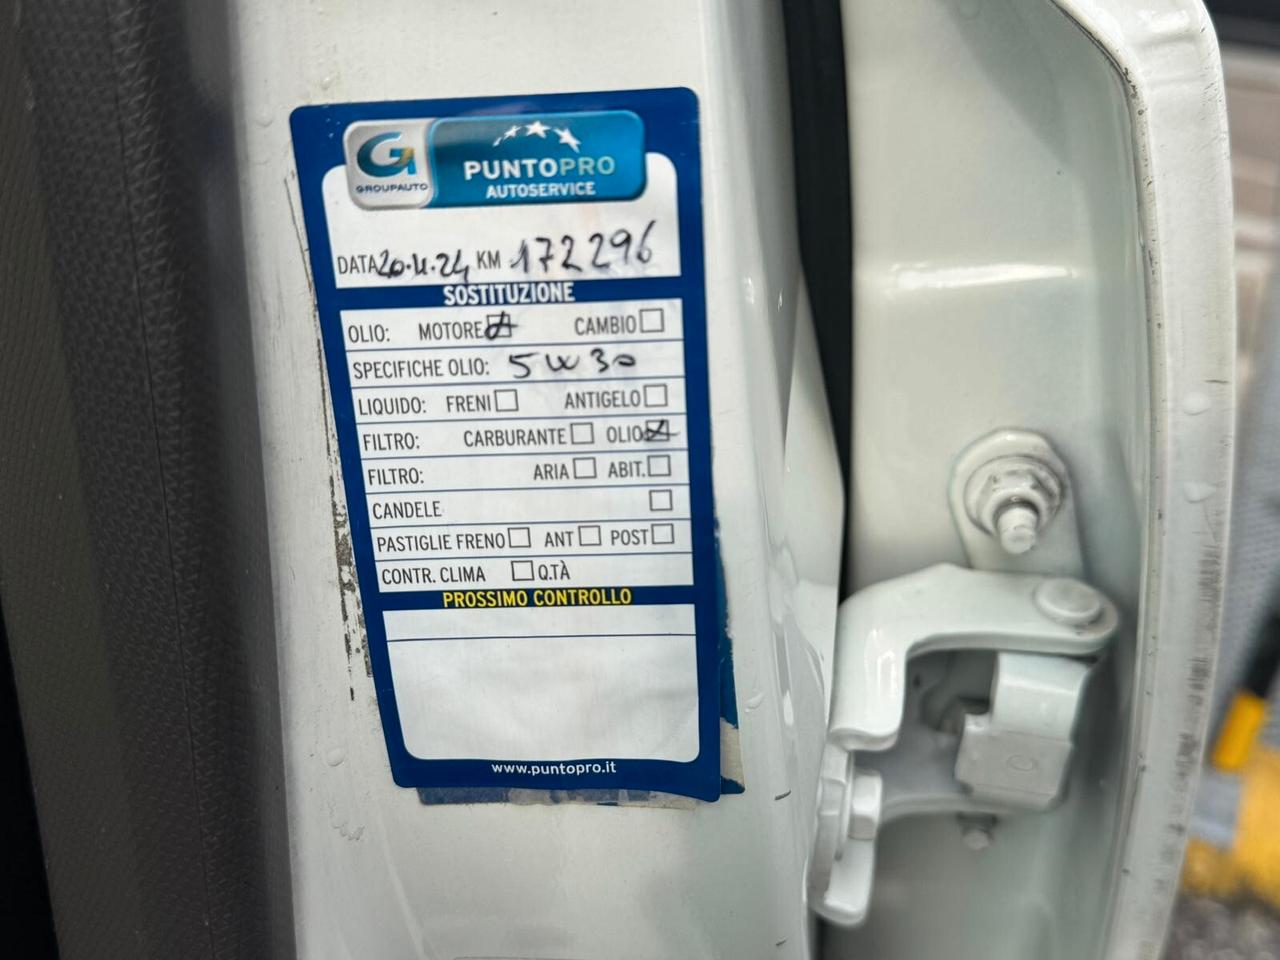 G
GROUPAUTO
PUNTOPRO
AUTOSERVICE
DATA 20.11.24 KM 172296
SOSTITUZIONE
OLIO: MOTORE CAMBIO
SPECIFICHE OLIO: 5W30
LIQUIDO: FRENI ANTIGELO
FILTRO: CARBURANTE OLIO
FILTRO: ARIA ABIT.
CANDELE
PASTIGLIE FRENO ANT POST
CONTR. CLIMA Q.TÀ
PROSSIMO CONTROLLO
www.puntopro.it